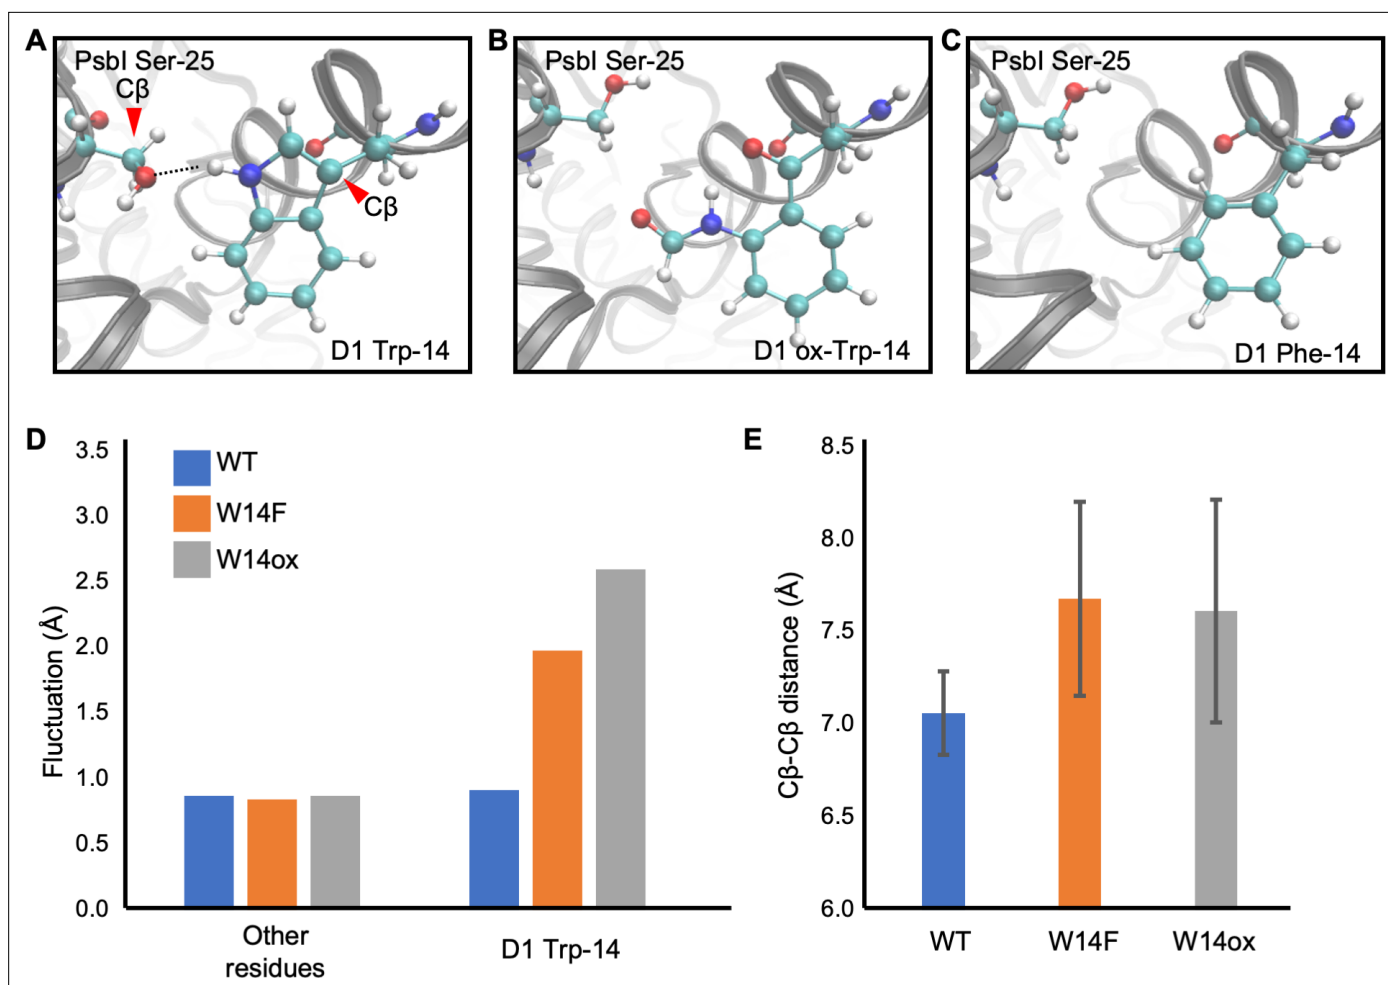 A
PsbI Ser-25
Cβ
Cβ
D1 Trp-14
B
PsbI Ser-25
D1 ox-Trp-14
C
PsbI Ser-25
D1 Phe-14
D
Fluctuation (Å)
3.5
3.0
2.5
2.0
1.5
1.0
0.5
0.0
WT
W14F
W14ox
Other
residues
D1 Trp-14
E
Cβ-Cβ distance (Å)
8.5
8.0
7.5
7.0
6.5
6.0
WT
W14F
W14ox